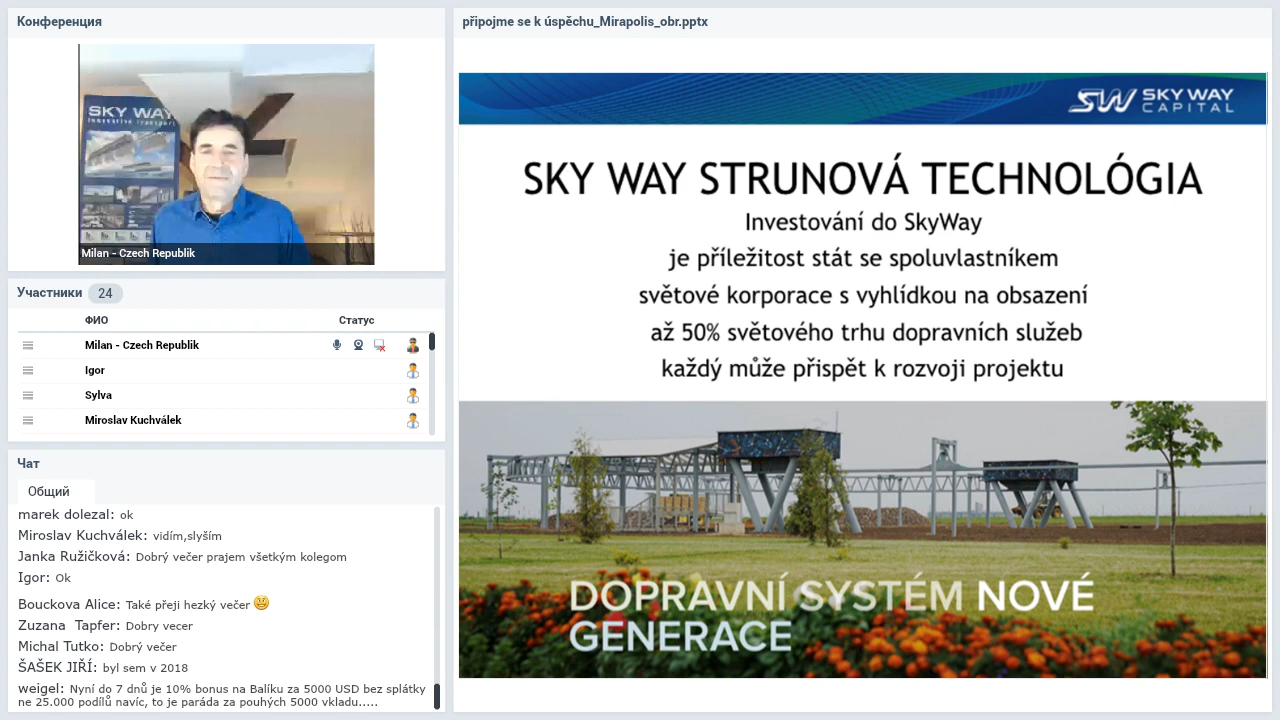 Конференция
SKY WAY
Innovative Transport
Milan - Czech Republik
Участники 24
ФИО Статус
Milan - Czech Republik
Igor
Sylva
Miroslav Kuchválek
Чат
Общий
marek dolezal: ok
Miroslav Kuchválek: vidím,slyším
Janka Ružičková: Dobrý večer prajem všetkým kolegom
Igor: Ok
Bouckova Alice: Také přeji hezký večer
Zuzana Tapfer: Dobry vecer
Michal Tutko: Dobrý večer
ŠAŠEK JIŘÍ: byl sem v 2018
weigel: Nyní do 7 dnů je 10% bonus na Balíku za 5000 USD bez splátky
ne 25.000 podílů navíc, to je paráda za pouhých 5000 vkladu.....
připojme se k úspěchu_Mirapolis_obr.pptx
SW SKY WAY
CAPITAL
SKY WAY STRUNOVÁ TECHNOLÓGIA
Investování do SkyWay
je příležitost stát se spoluvlastníkem
světové korporace s vyhlídkou na obsazení
až 50% světového trhu dopravních služeb
každý může přispět k rozvoji projektu
DOPRAVNÍ SYSTÉM NOVÉ
GENERACE